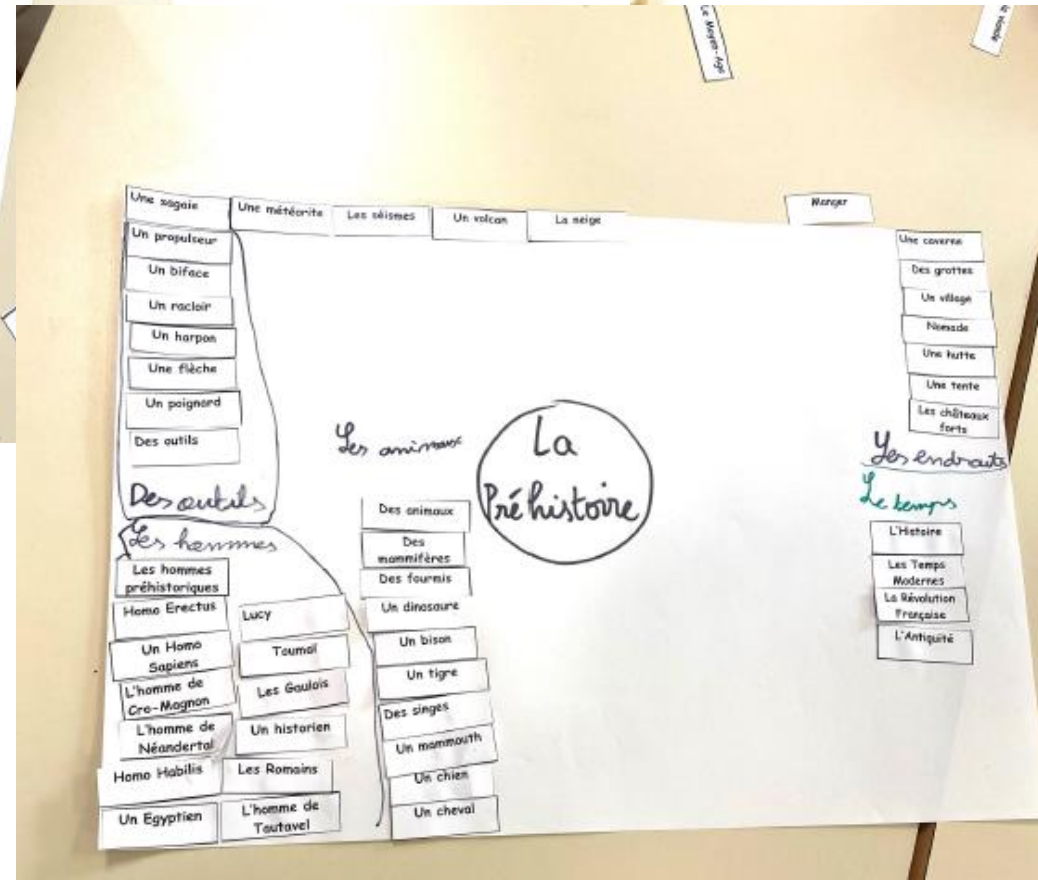 Le Moyen-Age
la viande
Une sagaie
Une météorite
Les séismes
Un volcan
La neige
Manger
Un propulseur
Un biface
Un racloir
Un harpon
Une flèche
Un poignard
Des outils
Des outils
Une caverne
Des grottes
Un village
Nomade
Une hutte
Une tente
Les châteaux
forts
Les endroits
Les animaux
La
Préhistoire
Le temps
L'Histoire
Les Temps
Modernes
La Révolution
Française
L'Antiquité
Les hommes
Les hommes
préhistoriques
Homo Erectus
Un Homo
Sapiens
L'homme de
Cro-Magnon
L'homme de
Néandertal
Homo Habilis
Un Egyptien
Lucy
Toumaï
Les Gaulois
Un historien
Les Romains
L'homme de
Tautavel
Des animaux
Des
mammifères
Des fourmis
Un dinosaure
Un bison
Un tigre
Des singes
Un mammouth
Un chien
Un cheval